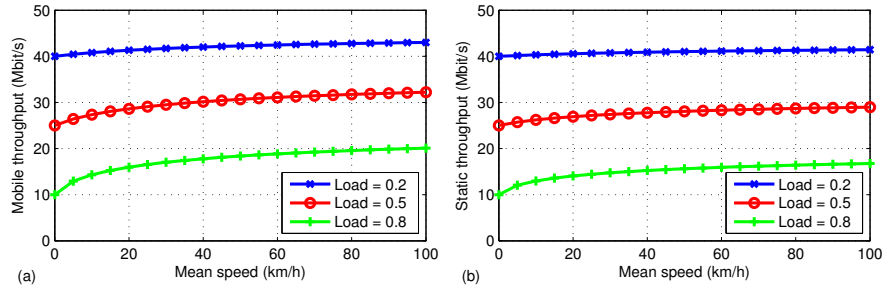 50
40
30
20
10
0
Mobile throughput (Mbit/s)
Load = 0.2
Load = 0.5
Load = 0.8
0 20 40 60 80 100
Mean speed (km/h)
(a)
50
40
30
20
10
0
Static throughput (Mbit/s)
Load = 0.2
Load = 0.5
Load = 0.8
0 20 40 60 80 100
Mean speed (km/h)
(b)